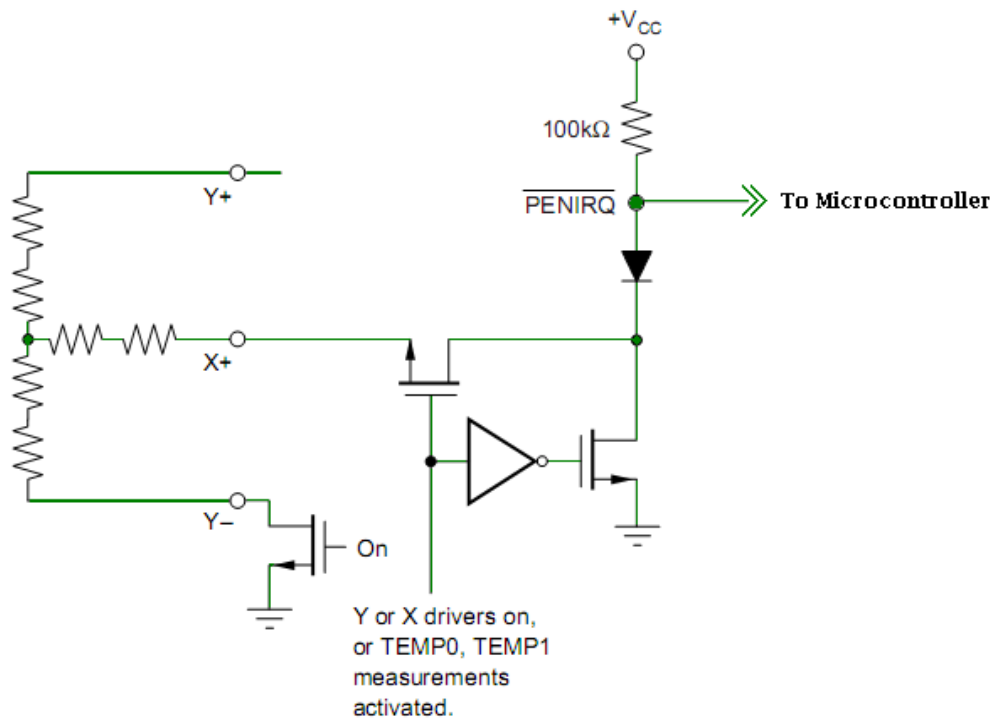 +VCC
100kΩ
PENIRQ
To Microcontroller
Y+
X+
Y−
On
Y or X drivers on,
or TEMP0, TEMP1
measurements
activated.